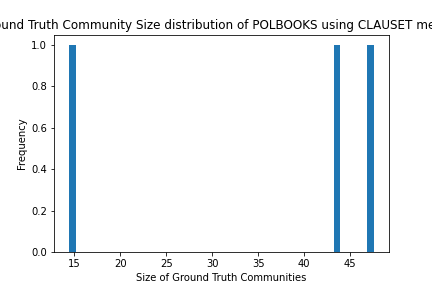 ound Truth Community Size distribution of POLBOOKS using CLAUSET me
1.0
0.8
0.6
0.4
0.2
0.0
Frequency
15 20 25 30 35 40 45
Size of Ground Truth Communities